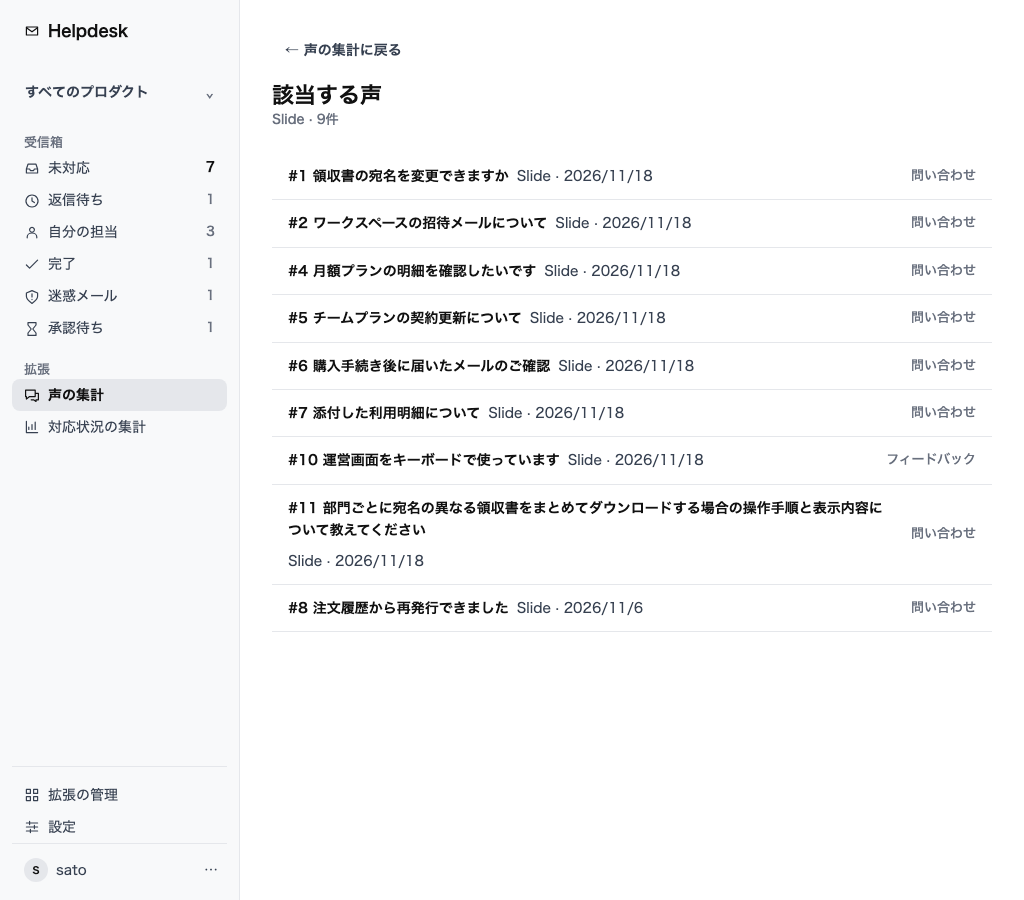 Helpdesk
すべてのプロダクト
受信箱
未対応 7
返信待ち 1
自分の担当 3
完了 1
迷惑メール 1
承認待ち 1
拡張
声の集計
対応状況の集計
拡張の管理
設定
S sato ···
← 声の集計に戻る
該当する声
Slide · 9件
#1 領収書の宛名を変更できますか Slide · 2026/11/18 問い合わせ
#2 ワークスペースの招待メールについて Slide · 2026/11/18 問い合わせ
#4 月額プランの明細を確認したいです Slide · 2026/11/18 問い合わせ
#5 チームプランの契約更新について Slide · 2026/11/18 問い合わせ
#6 購入手続き後に届いたメールのご確認 Slide · 2026/11/18 問い合わせ
#7 添付した利用明細について Slide · 2026/11/18 問い合わせ
#10 運営画面をキーボードで使っています Slide · 2026/11/18 フィードバック
#11 部門ごとに宛名の異なる領収書をまとめてダウンロードする場合の操作手順と表示内容に
ついて教えてください
問い合わせ
Slide · 2026/11/18
#8 注文履歴から再発行できました Slide · 2026/11/6 問い合わせ